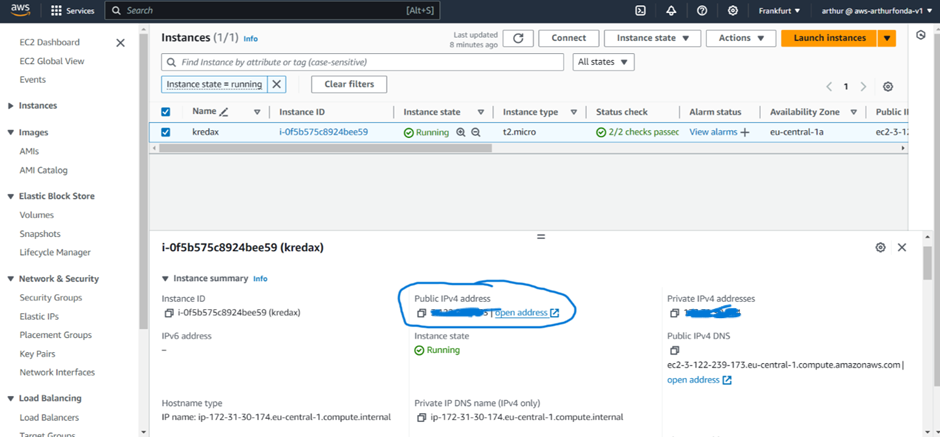 aws Services Search [Alt+S] Frankfurt arthur @ aws-arthurfonda-v1
EC2 Dashboard
EC2 Global View
Events
Instances
Images
AMIs
AMI Catalog
Elastic Block Store
Volumes
Snapshots
Lifecycle Manager
Network & Security
Security Groups
Elastic IPs
Placement Groups
Key Pairs
Network Interfaces
Load Balancing
Load Balancers
Target Groups
Instances (1/1) Info
Last updated
8 minutes ago
Connect Instance state Actions Launch instances
Find Instance by attribute or tag (case-sensitive) All states
Instance state = running Clear filters 1
Name Instance ID Instance state Instance type Status check Alarm status Availability Zone Public I
kredax i-0f5b575c8924bee59 Running t2.micro 2/2 checks passec View alarms + eu-central-1a ec2-3-12
i-0f5b575c8924bee59 (kredax)
Instance summary Info
Instance ID
i-0f5b575c8924bee59 (kredax)
Public IPv4 address
| open address
Private IPv4 addresses
IPv6 address
–
Instance state
Running
Public IPv4 DNS
ec2-3-122-239-173.eu-central-1.compute.amazonaws.com |
open address
Hostname type
IP name: ip-172-31-30-174.eu-central-1.compute.internal
Private IP DNS name (IPv4 only)
ip-172-31-30-174.eu-central-1.compute.internal